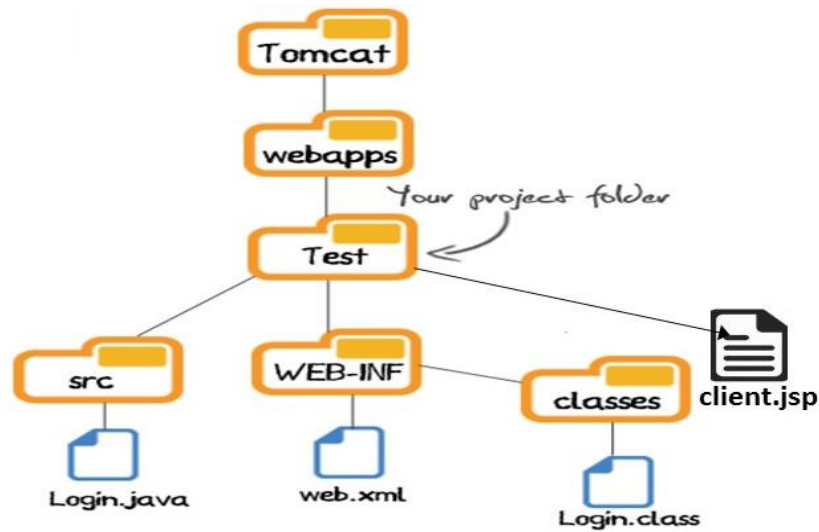 Tomcat
webapps
Your project folder
Test
src
WEB-INF
classes
client.jsp
Login.java
web.xml
Login.class